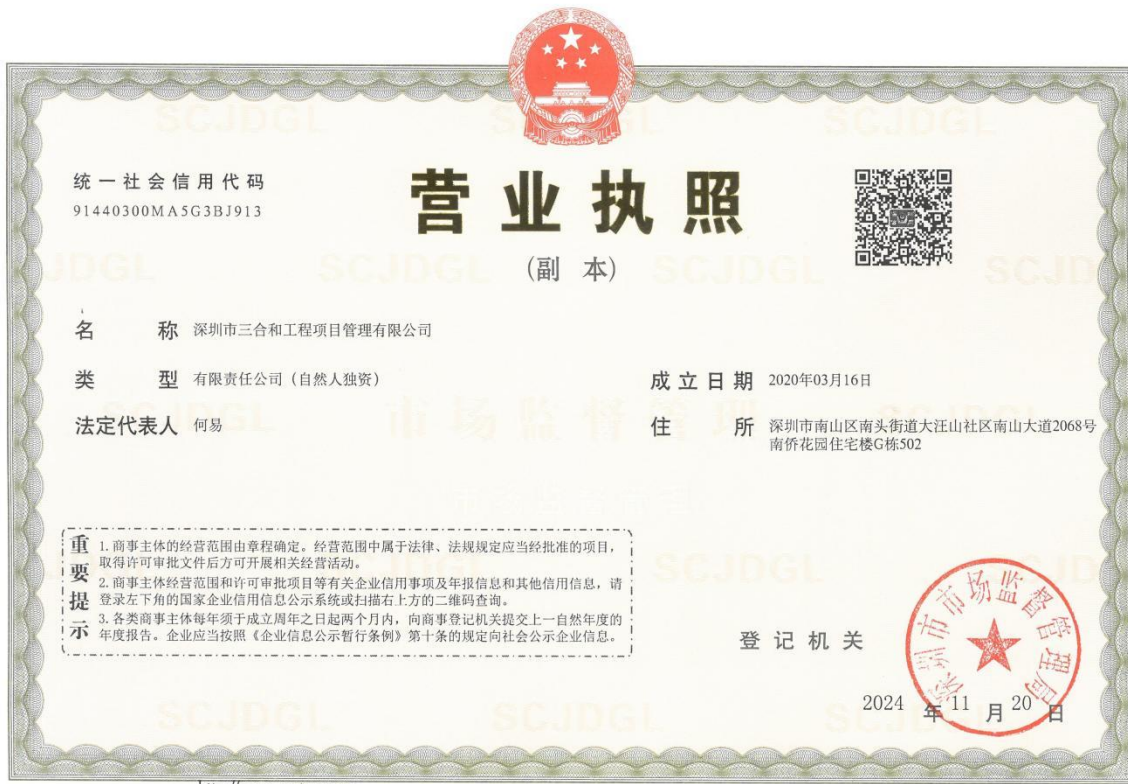 统一社会信用代码
91440300MA5G3BJ913
营业执照
(副 本)
名 称 深圳市三合和工程项目管理有限公司
类 型 有限责任公司（自然人独资）
成立日期 2020年03月16日
法定代表人 何易
住 所 深圳市南山区南头街道大汪山社区南山大道2068号
南侨花园住宅楼G栋502
重要提示
1. 商事主体的经营范围由章程确定。经营范围中属于法律、法规规定应当经批准的项目，
取得许可审批文件后方可开展相关经营活动。
2. 商事主体经营范围和许可审批项目等有关企业信用事项及年报信息和其他信用信息，请
登录左下角的国家企业信用信息公示系统或扫描右上方的二维码查询。
3. 各类商事主体每年须于成立周年之日起两个月内，向商事登记机关提交上一自然年度的
年度报告。企业应当按照《企业信息公示暂行条例》第十条的规定向社会公示企业信息。
登记机关
深圳市市场监督管理局
2024 年 11 月 20 日
SCJDGL
市场监督管理